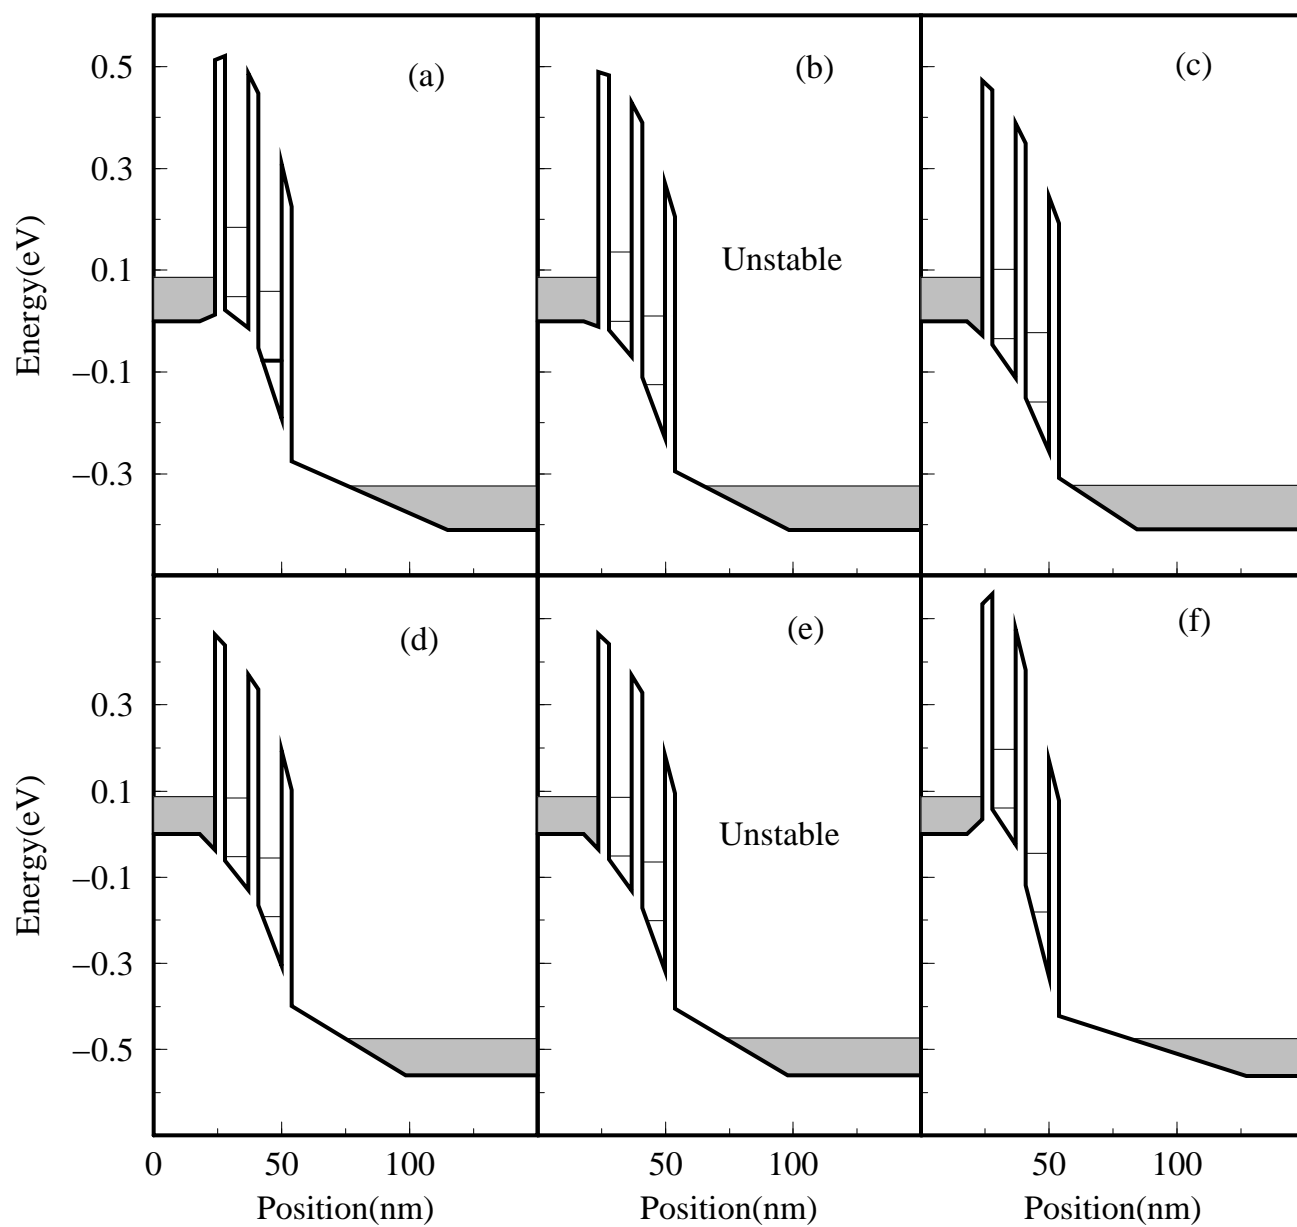 0.5
0.3
0.1
−0.1
−0.3
Energy(eV)
(a)
(b)
Unstable
(c)
0.3
0.1
−0.1
−0.3
−0.5
Energy(eV)
(d)
(e)
Unstable
(f)
0 50 100 50 100 50 100
Position(nm) Position(nm) Position(nm)